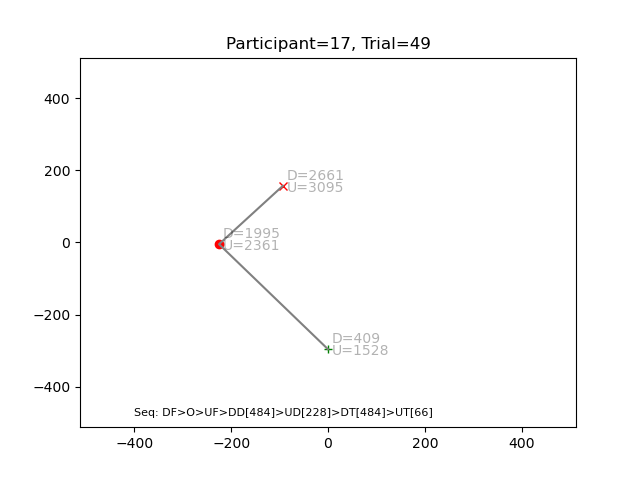 Participant=17, Trial=49
400
200
0
−200
−400
D=2661
U=3095
D=1995
U=2361
D=409
U=1528
Seq: DF>O>UF>DD[484]>UD[228]>DT[484]>UT[66]
−400 −200 0 200 400